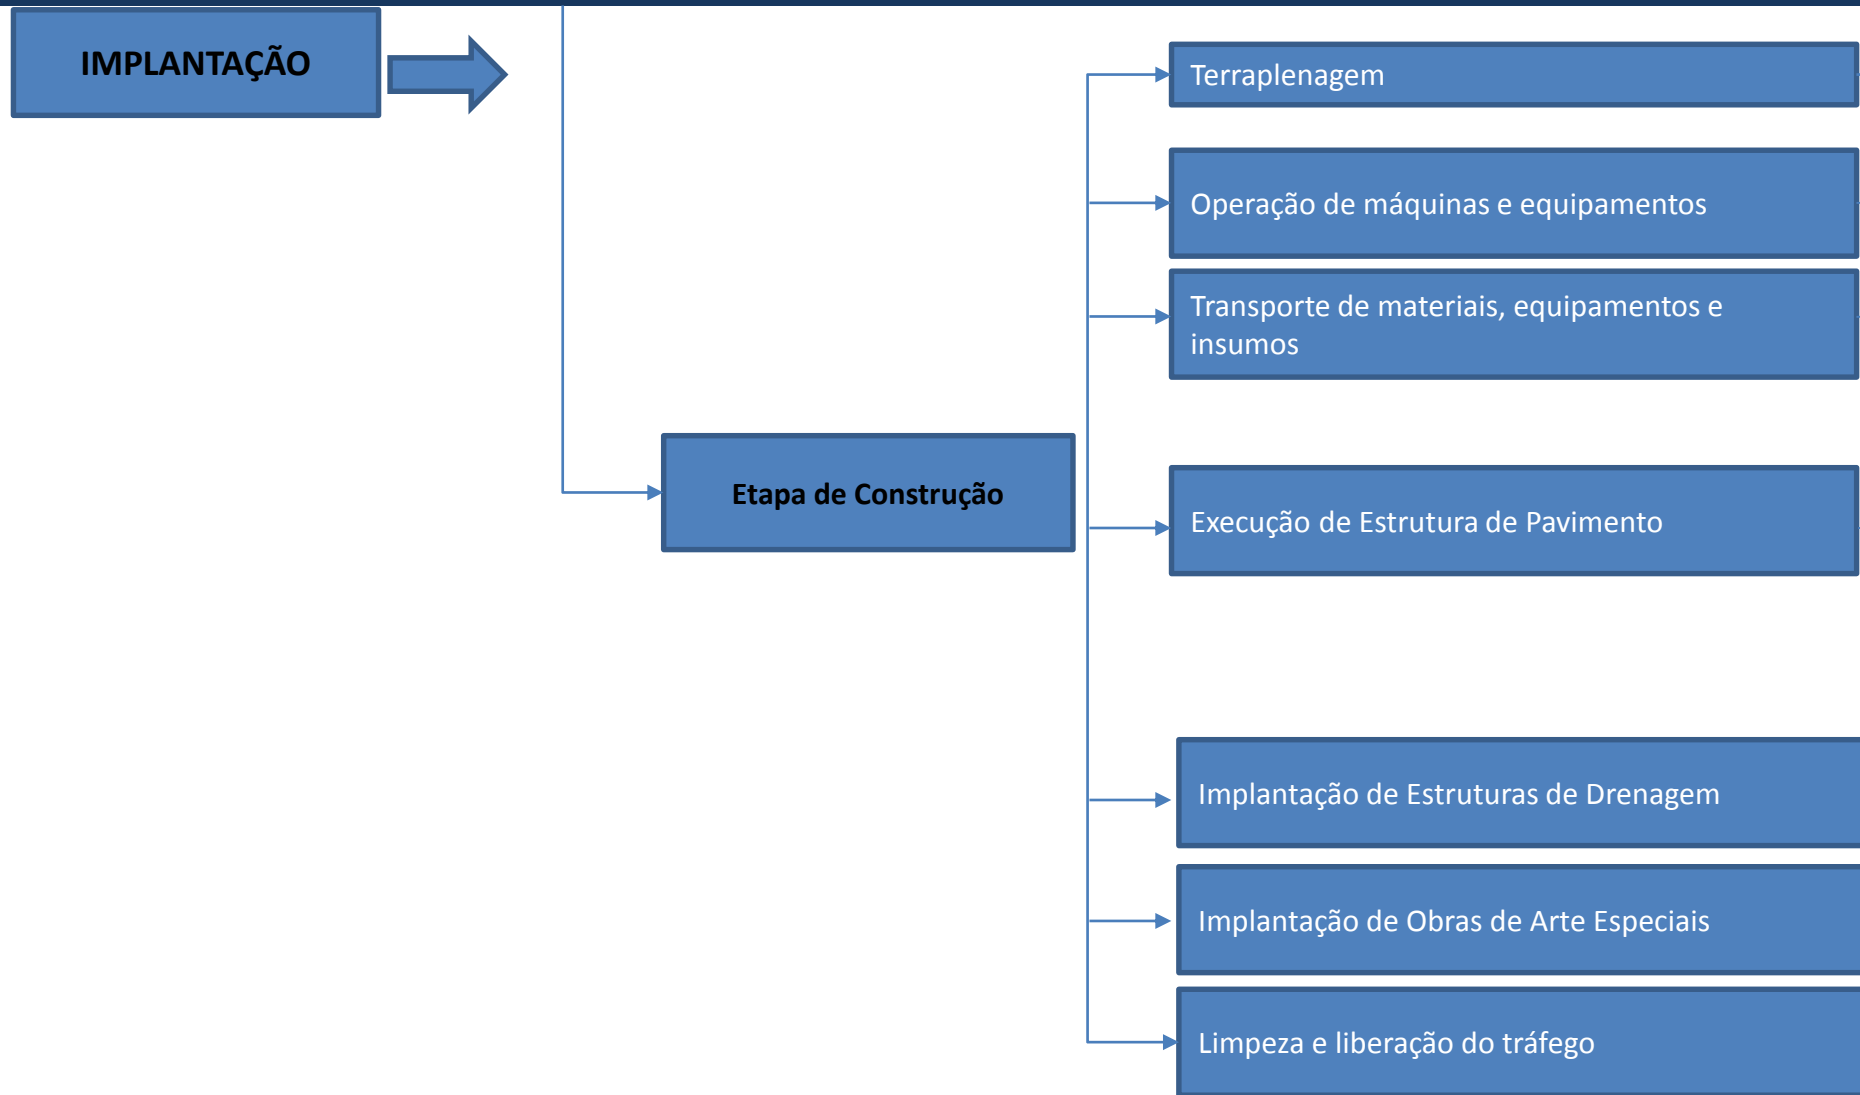 IMPLANTAÇÃO
Terraplenagem
Operação de máquinas e equipamentos
Transporte de materiais, equipamentos e
insumos
Etapa de Construção
Execução de Estrutura de Pavimento
Implantação de Estruturas de Drenagem
Implantação de Obras de Arte Especiais
Limpeza e liberação do tráfego